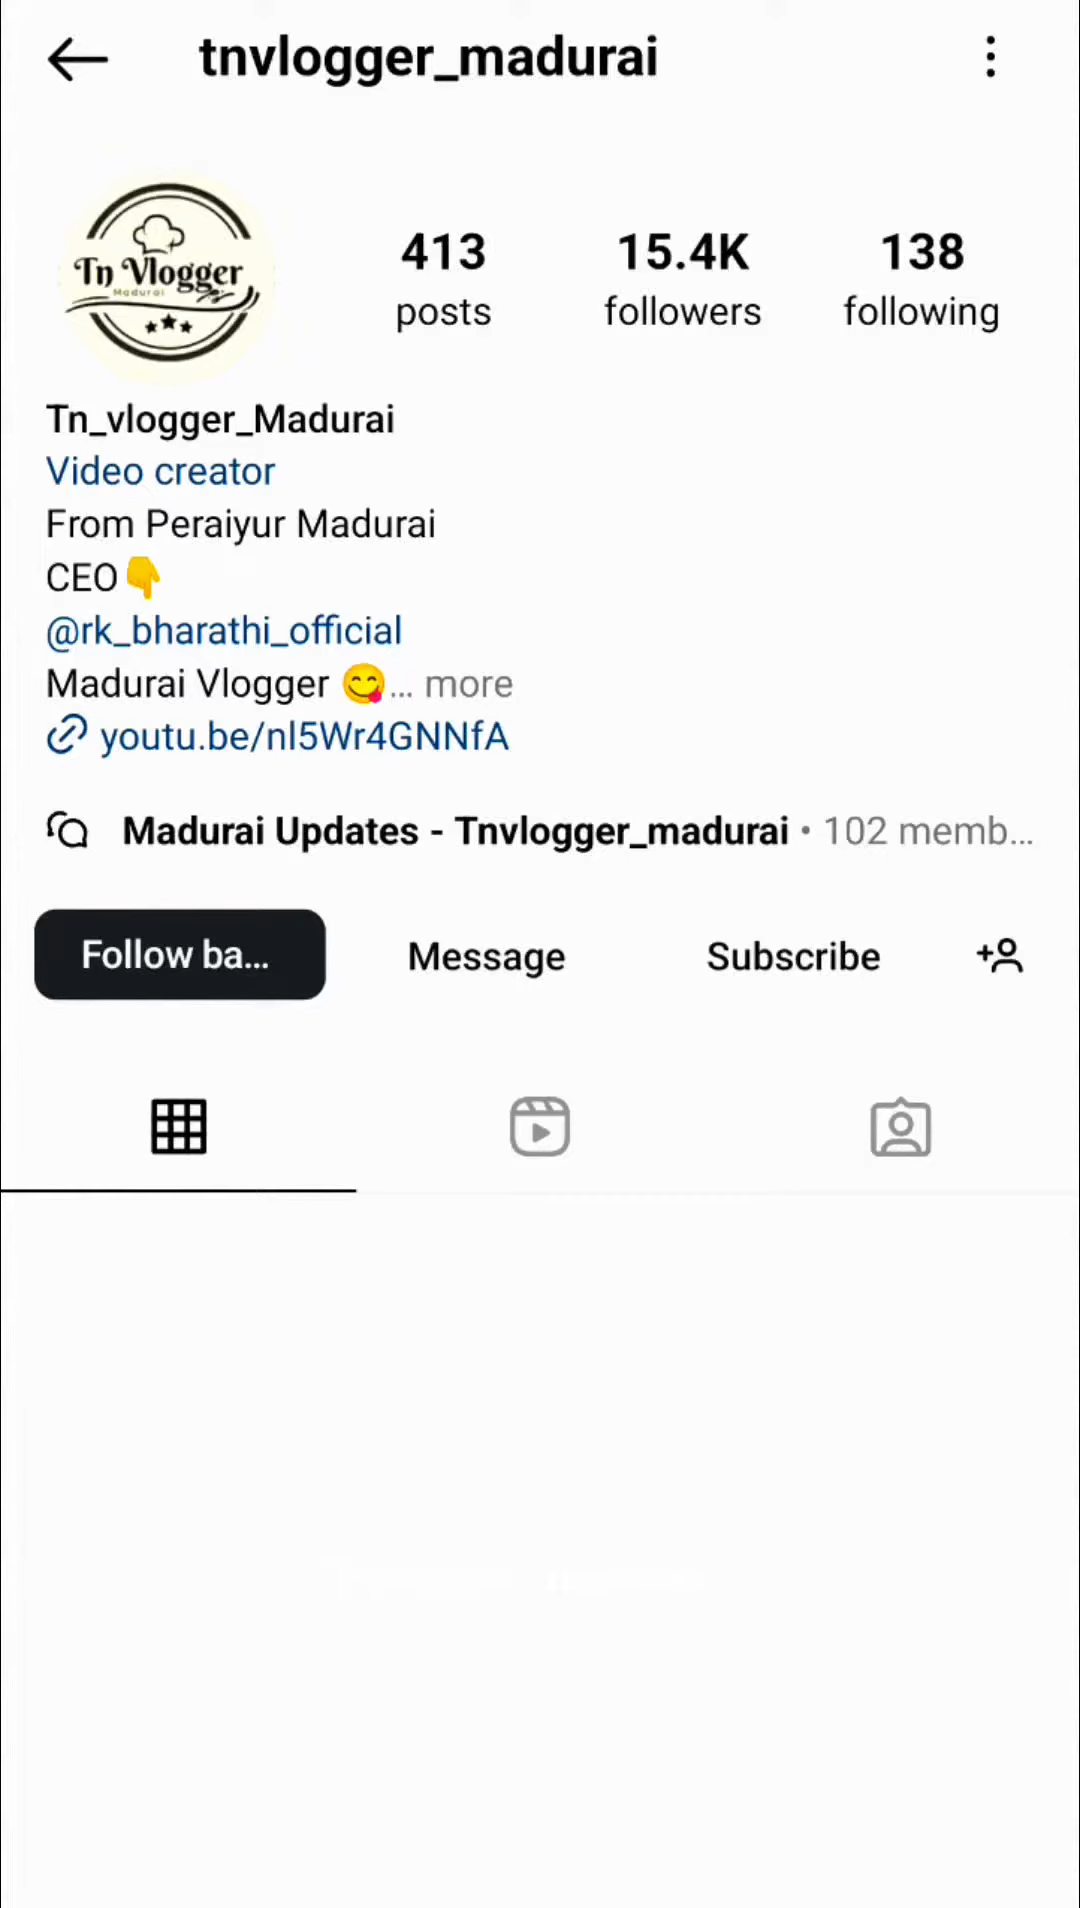 tnvlogger_madurai
Tn Vlogger
Madurai
413
posts
15.4K
followers
138
following
Tn_vlogger_Madurai
Video creator
From Peraiyur Madurai
CEO👇
@rk_bharathi_official
Madurai Vlogger 😋... more
youtu.be/nl5Wr4GNNfA
Madurai Updates - Tnvlogger_madurai • 102 memb...
Follow ba...
Message
Subscribe